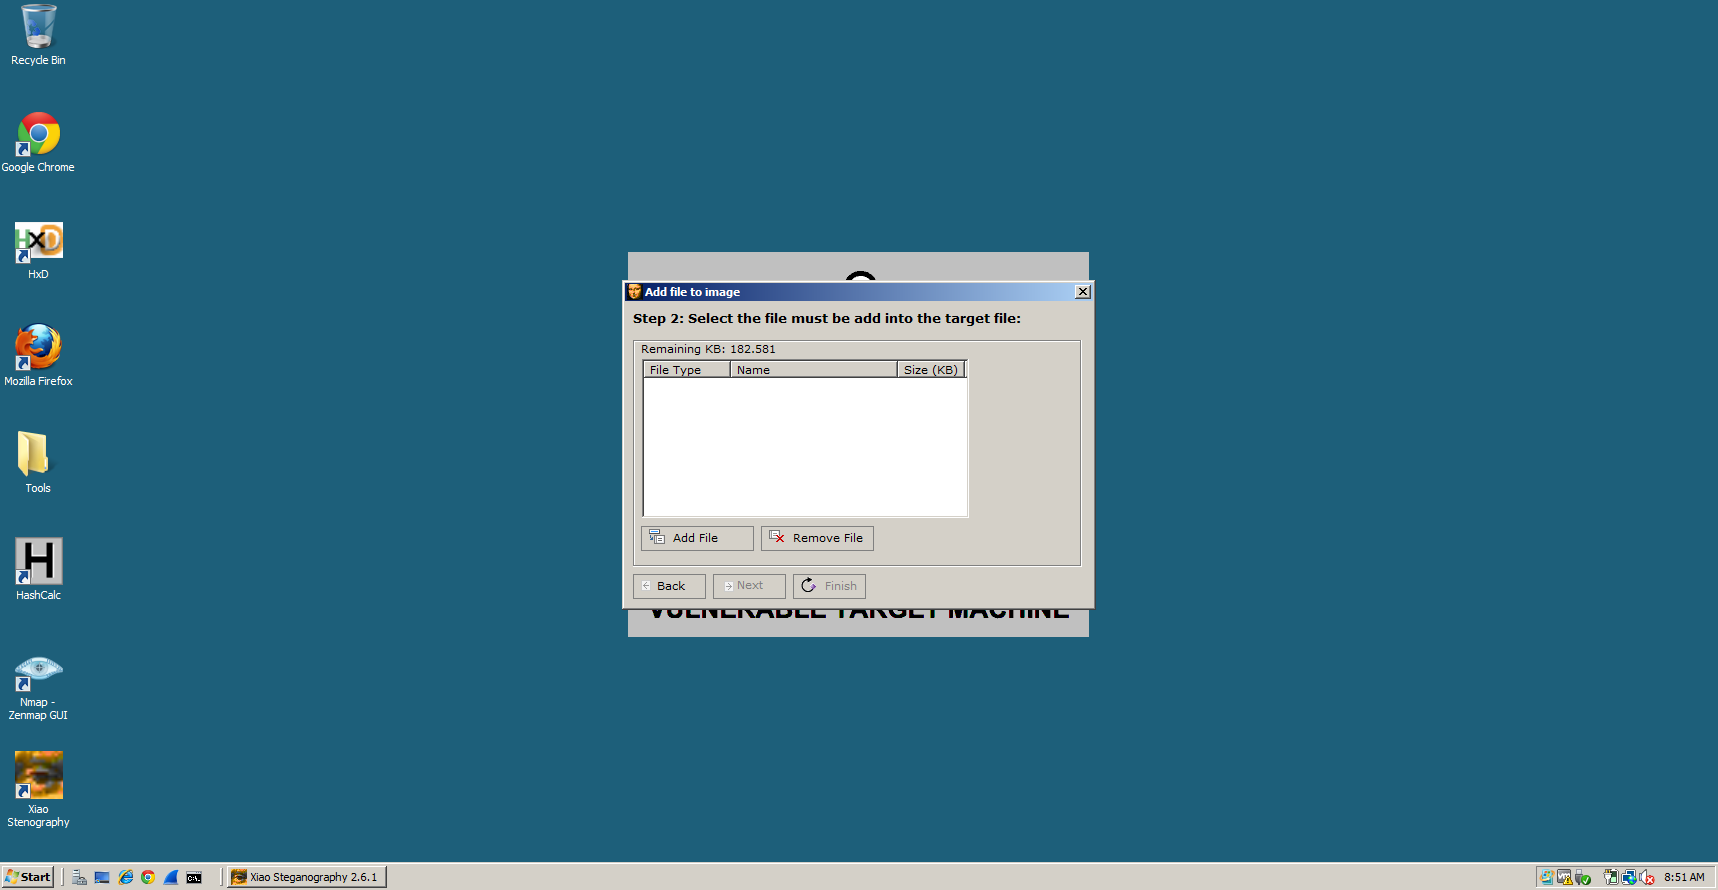 Recycle Bin
Google Chrome
HxD
HxD
Mozilla Firefox
Tools
H
HashCalc
Nmap -
Zenmap GUI
Xiao
Stenography
Add file to image
Step 2: Select the file must be add into the target file:
Remaining KB: 182.581
File Type Name Size (KB)
Add File Remove File
Back Next Finish
VULNERABLE TARGET MACHINE
Start C:\. Xiao Steganography 2.6.1 8:51 AM